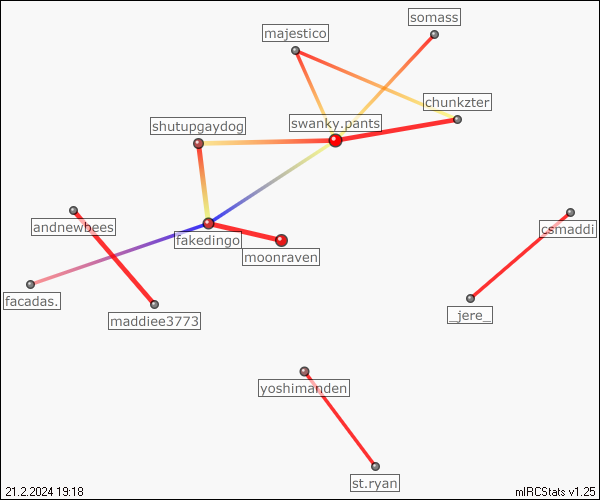 somass
majestico
chunkzter
swanky.pants
shutupgaydog
andnewbees
csmaddi
fakedingo
moonraven
facadas.
_jere_
maddiee3773
yoshimanden
st.ryan
21.2.2024 19:18
mIRCStats v1.25